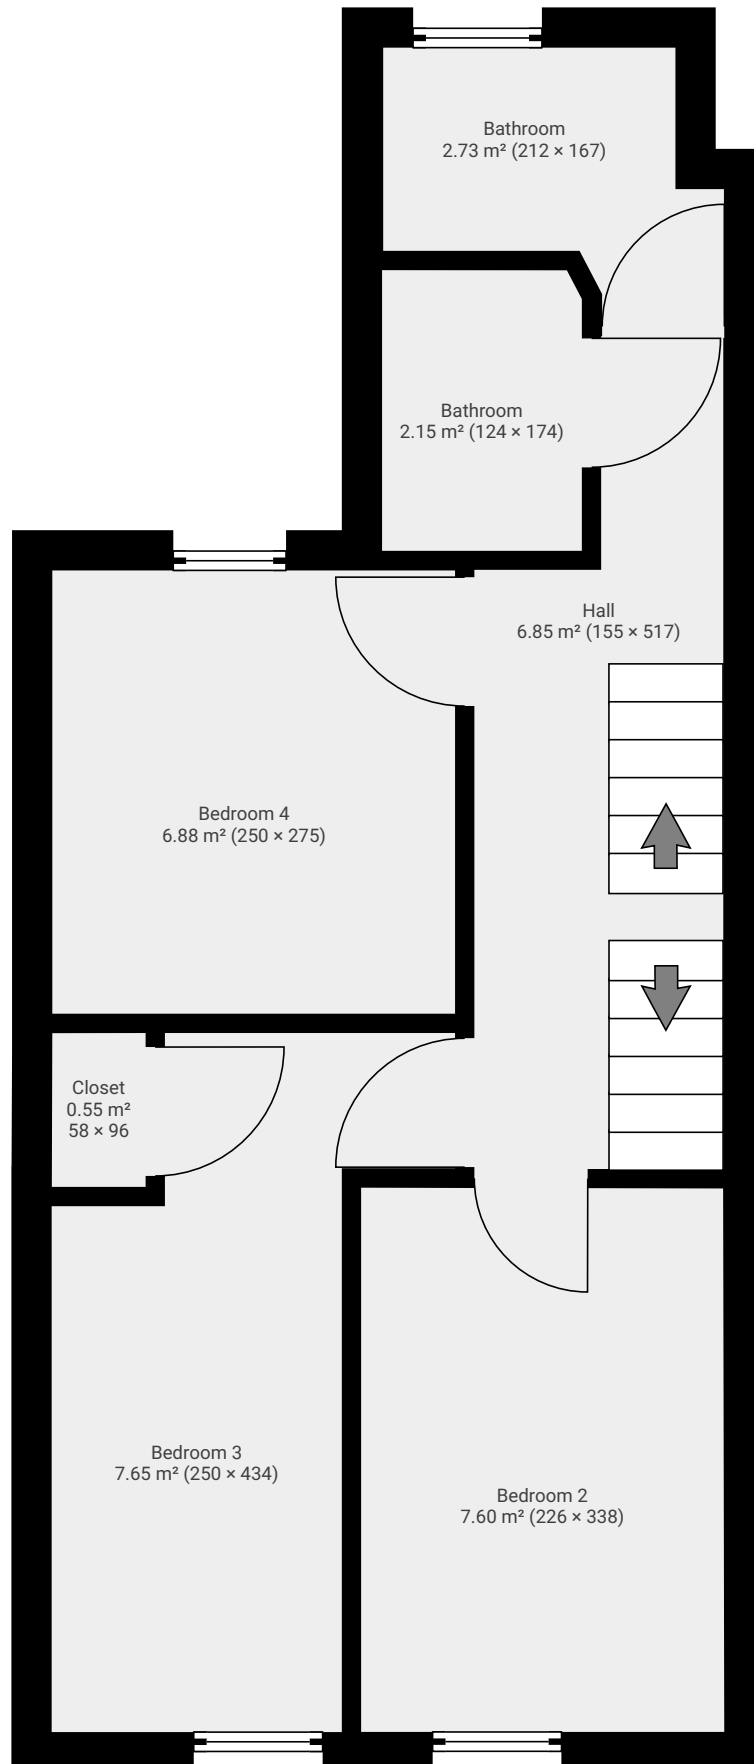 Bathroom
2.73 m² (212 × 167)
Bathroom
2.15 m² (124 × 174)
Hall
6.85 m² (155 × 517)
Bedroom 4
6.88 m² (250 × 275)
Closet
0.55 m²
58 × 96
Bedroom 3
7.65 m² (250 × 434)
Bedroom 2
7.60 m² (226 × 338)